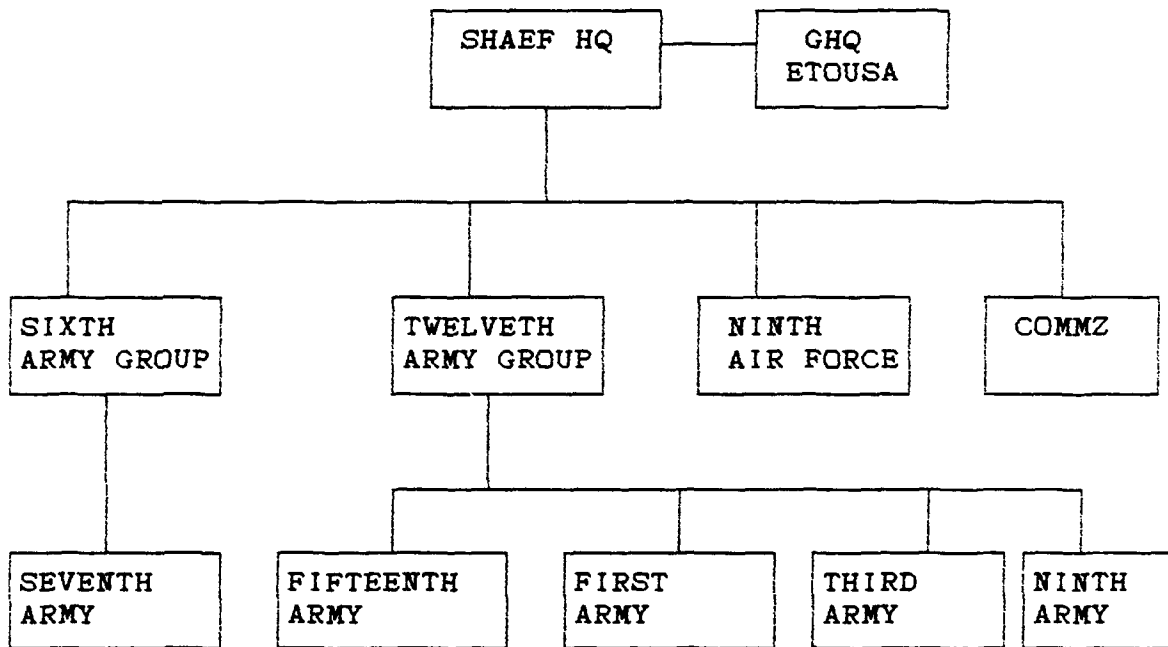 SHAEF HQ
GHQ
ETOUSA
SIXTH
ARMY GROUP
TWELVETH
ARMY GROUP
NINTH
AIR FORCE
COMMZ
SEVENTH
ARMY
FIFTEENTH
ARMY
FIRST
ARMY
THIRD
ARMY
NINTH
ARMY